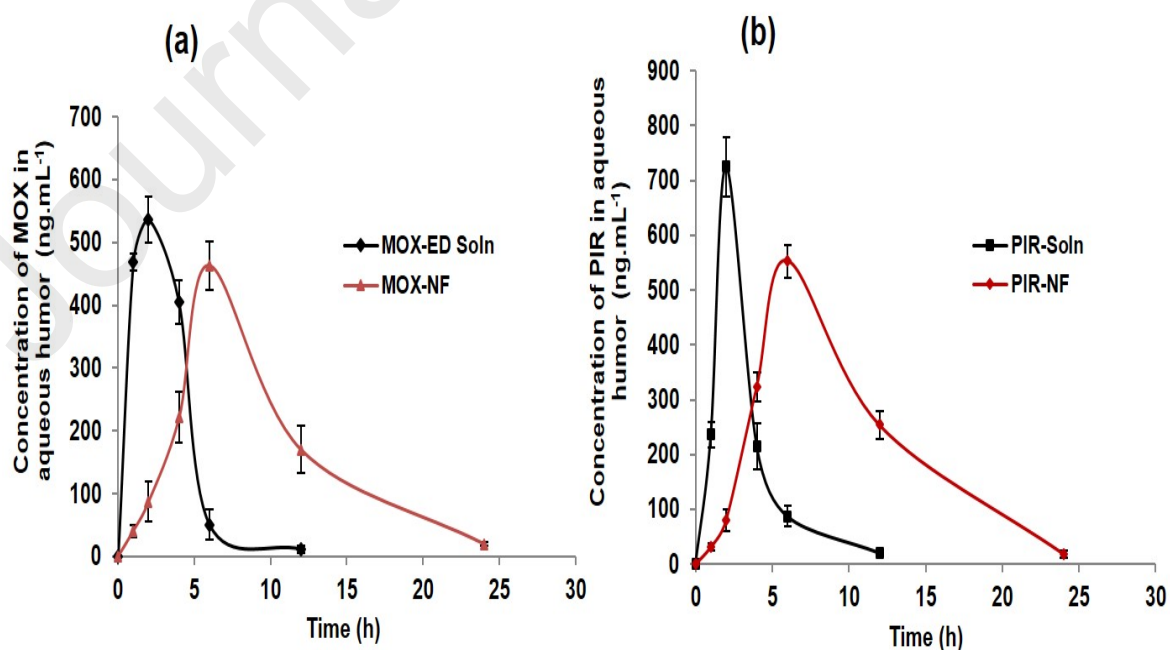 Journa
(a)
Concentration of MOX in
aqueous humor (ng.mL-1)
700
600
500
400
300
200
100
0
0 5 10 15 20 25 30
Time (h)
MOX-ED Soln
MOX-NF
(b)
Concentration of PIR in aqueous
humor (ng.mL-1)
900
800
700
600
500
400
300
200
100
0
0 5 10 15 20 25 30
Time (h)
PIR-Soln
PIR-NF